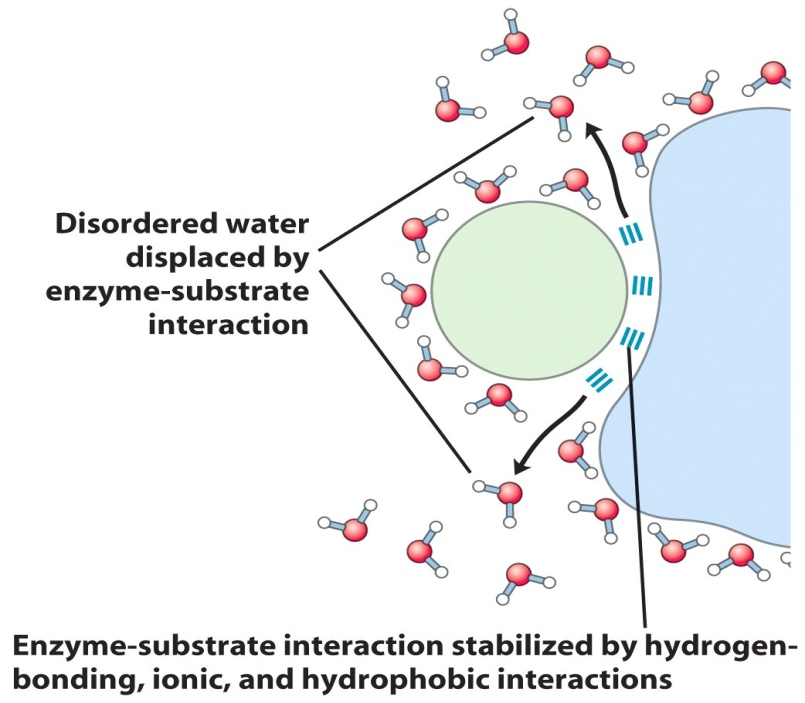 Disordered water
displaced by
enzyme-substrate
interaction
Enzyme-substrate interaction stabilized by hydrogen-
bonding, ionic, and hydrophobic interactions